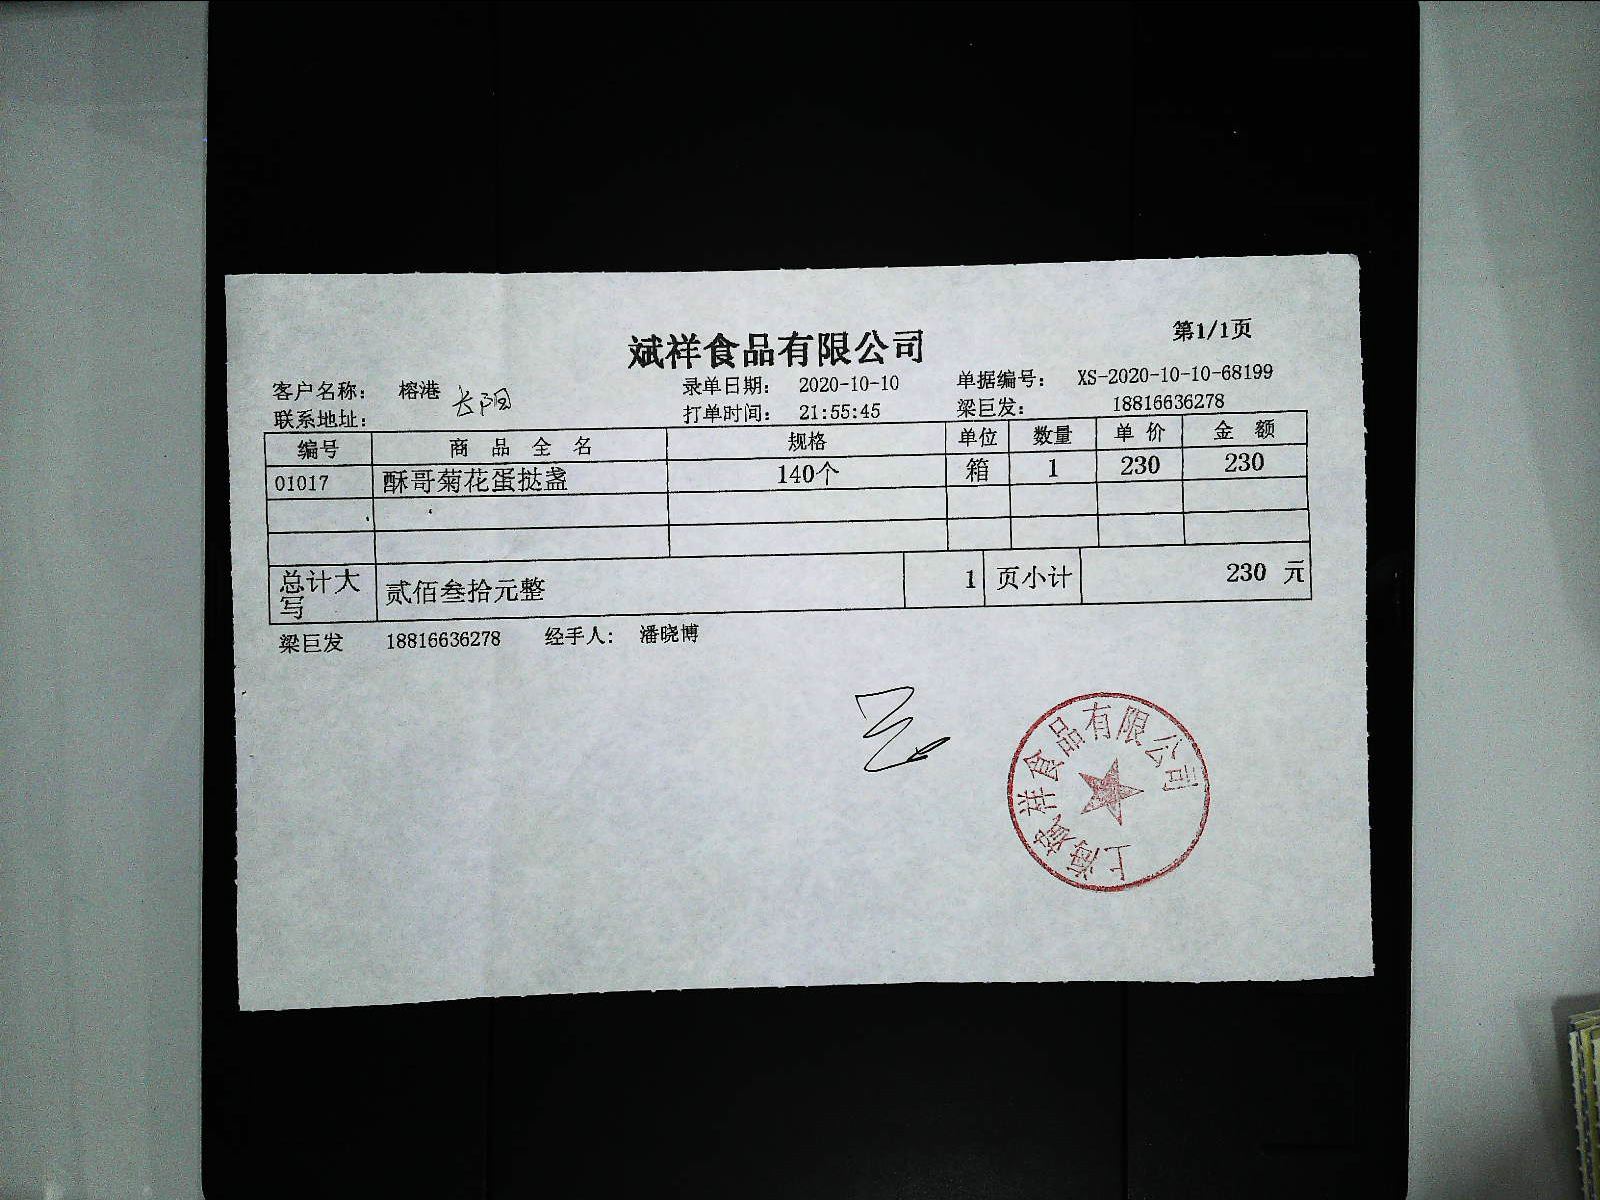 斌祥食品有限公司
第1/1页
客户名称： 榕港 长阳 录单日期： 2020-10-10 单据编号： XS-2020-10-10-68199
联系地址： 打单时间： 21:55:45 梁巨发： 18816636278
编号 商 品 全 名 规格 单位 数量 单 价 金 额
01017 酥哥菊花蛋挞盏 140个 箱 1 230 230
总计大写 贰佰叁拾元整 1 页小计 230 元
梁巨发 18816636278 经手人: 潘晓博
上海斌祥食品有限公司